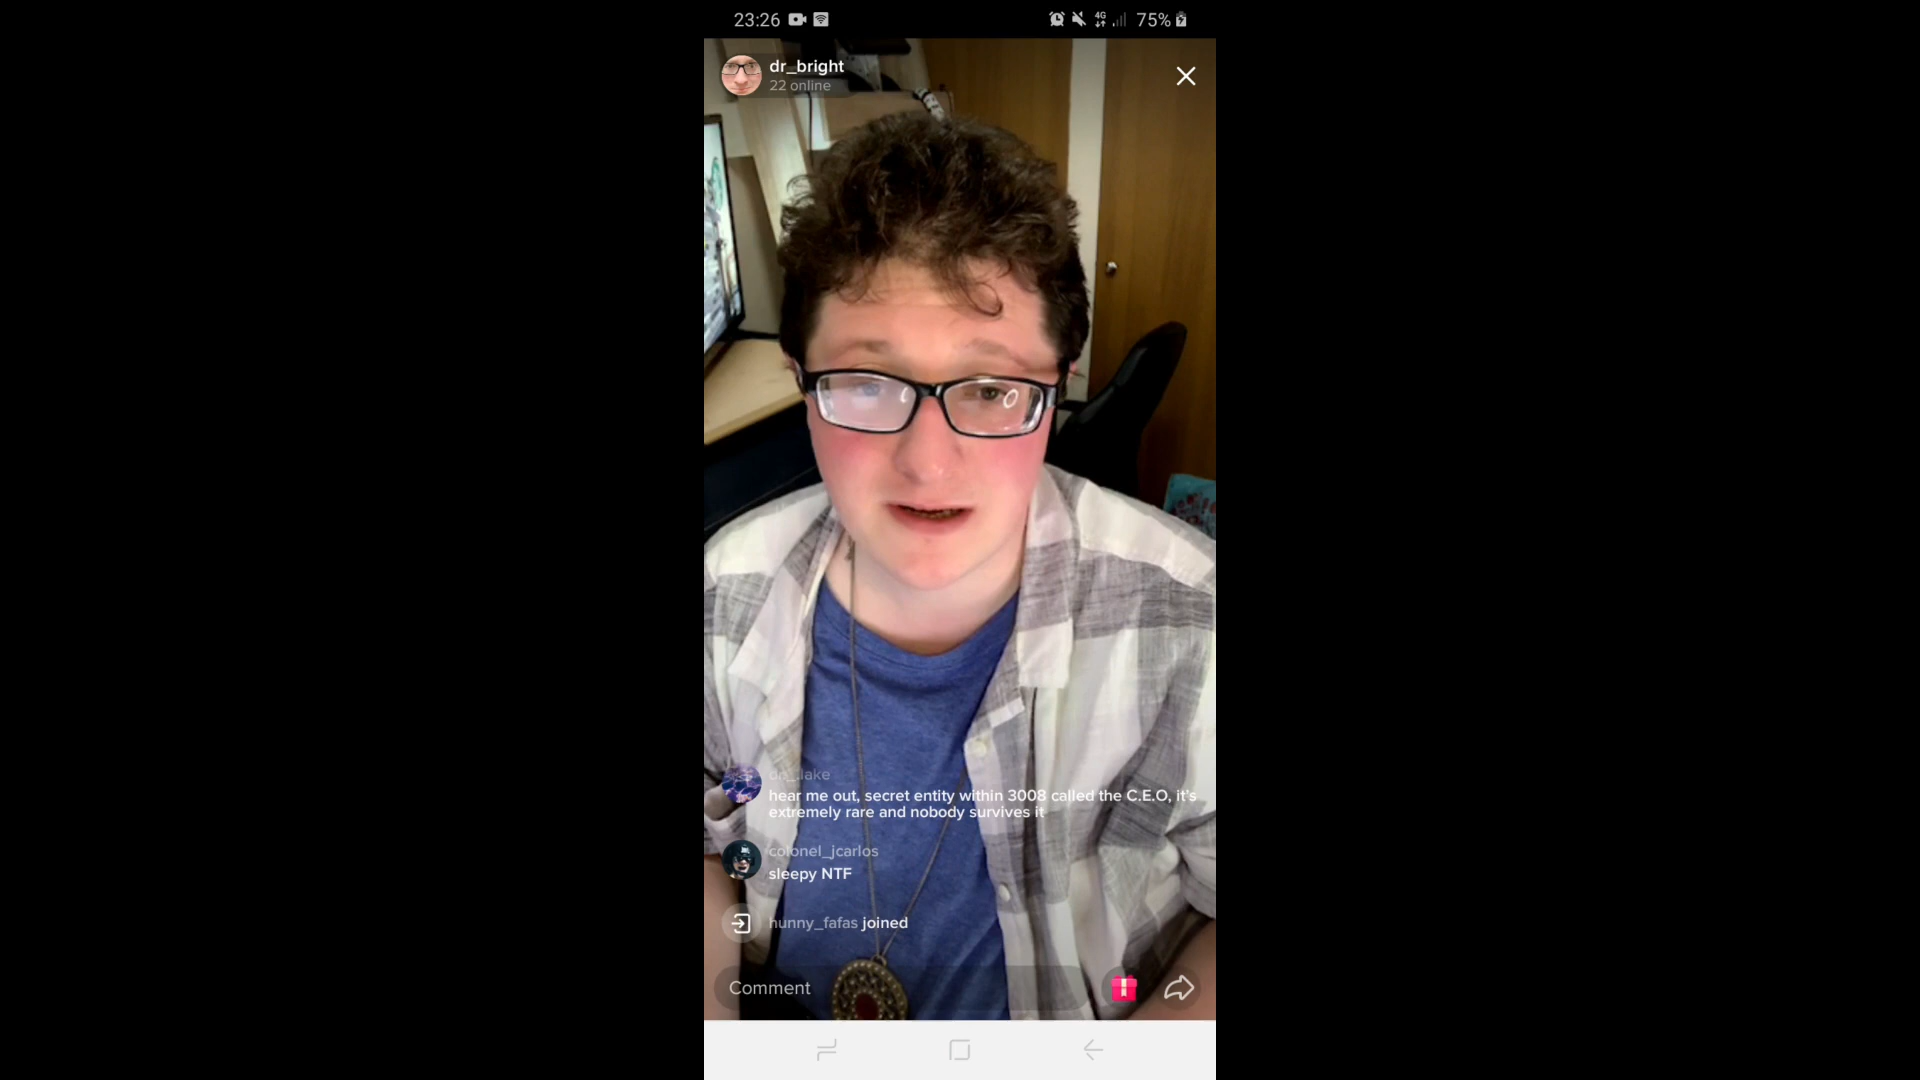 23:26
4G
75%
dr_bright
22 online
hear me out, secret entity within 3008 called the C.E.O, it's
extremely rare and nobody survives it
colonel_jcarlos
sleepy NTF
hunny_fafas joined
Comment